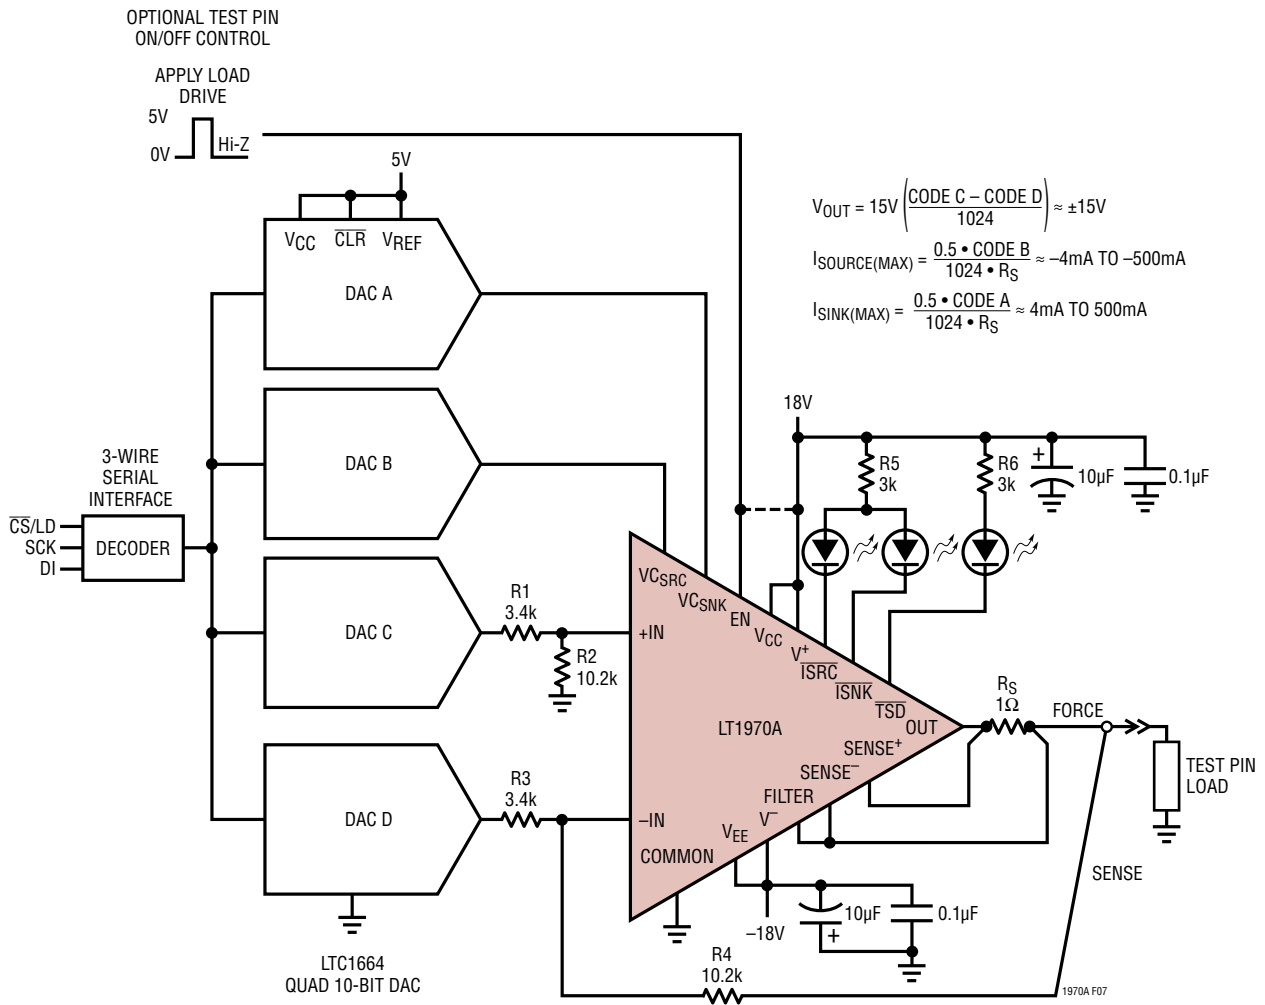 OPTIONAL TEST PIN
ON/OFF CONTROL
APPLY LOAD
DRIVE
5V
0V
Hi-Z
5V
VCC
CLR
VREF
DAC A
DAC B
DAC C
DAC D
3-WIRE
SERIAL
INTERFACE
CS/LD
SCK
DI
DECODER
R1
3.4k
R2
10.2k
R3
3.4k
LTC1664
QUAD 10-BIT DAC
VOUT = 15V (CODE C – CODE D / 1024) ≈ ±15V
ISOURCE(MAX) = 0.5 • CODE B / 1024 • RS ≈ –4mA TO –500mA
ISINK(MAX) = 0.5 • CODE A / 1024 • RS ≈ 4mA TO 500mA
18V
R5
3k
R6
3k
+
10µF
0.1µF
VCSRC
VCSNK
EN
VCC
V+
ISRC
ISNK
TSD
OUT
+IN
–IN
LT1970A
SENSE+
SENSE–
FILTER
V–
VEE
COMMON
RS
1Ω
FORCE
TEST PIN
LOAD
SENSE
10µF
+
0.1µF
–18V
R4
10.2k
1970A F07